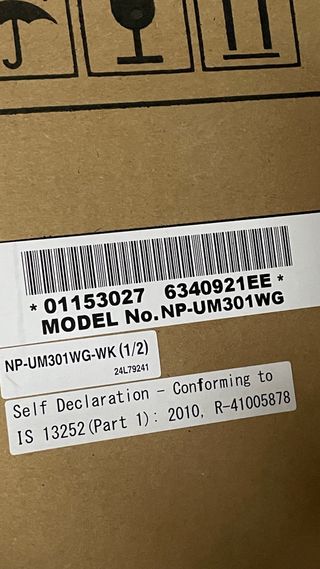 * 01153027 6340921EE *
MODEL No. NP-UM301WG
NP-UM301WG-WK (1/2)
24L79241
Self Declaration - Conforming to
IS 13252(Part 1): 2010, R-41005878